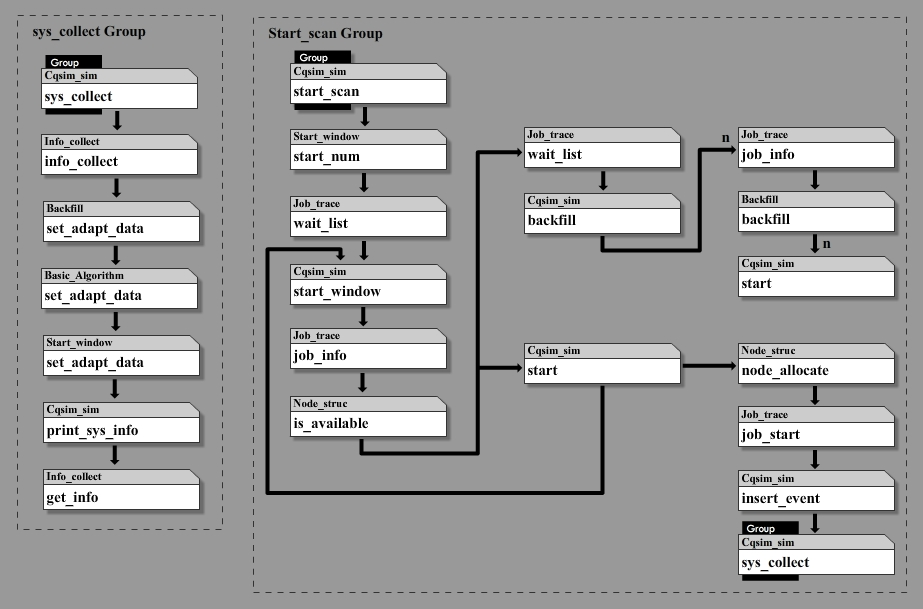 sys_collect Group
Group
Cqsim_sim
sys_collect
Info_collect
info_collect
Backfill
set_adapt_data
Basic_Algorithm
set_adapt_data
Start_window
set_adapt_data
Cqsim_sim
print_sys_info
Info_collect
get_info
Start_scan Group
Group
Cqsim_sim
start_scan
Start_window
start_num
Job_trace
wait_list
Cqsim_sim
start_window
Job_trace
job_info
Node_struc
is_available
Job_trace
wait_list
Cqsim_sim
backfill
n
Job_trace
job_info
Backfill
backfill
n
Cqsim_sim
start
Cqsim_sim
start
Node_struc
node_allocate
Job_trace
job_start
Cqsim_sim
insert_event
Group
Cqsim_sim
sys_collect